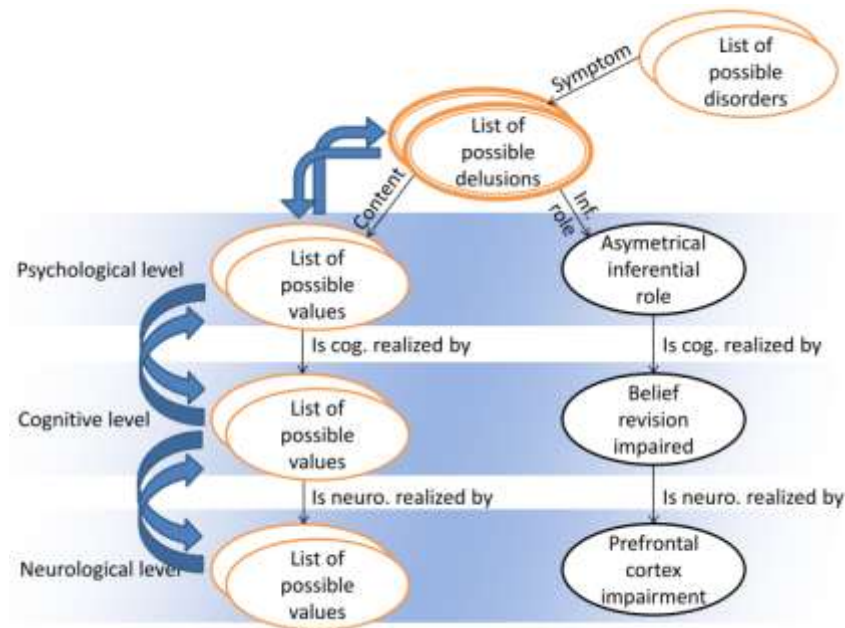 List of
possible
disorders
Symptom
List of
possible
delusions
Content
Inf.
role
Psychological level
List of
possible
values
Asymetrical
inferential
role
Is cog. realized by
Is cog. realized by
Cognitive level
List of
possible
values
Belief
revision
impaired
Is neuro. realized by
Is neuro. realized by
Neurological level
List of
possible
values
Prefrontal
cortex
impairment